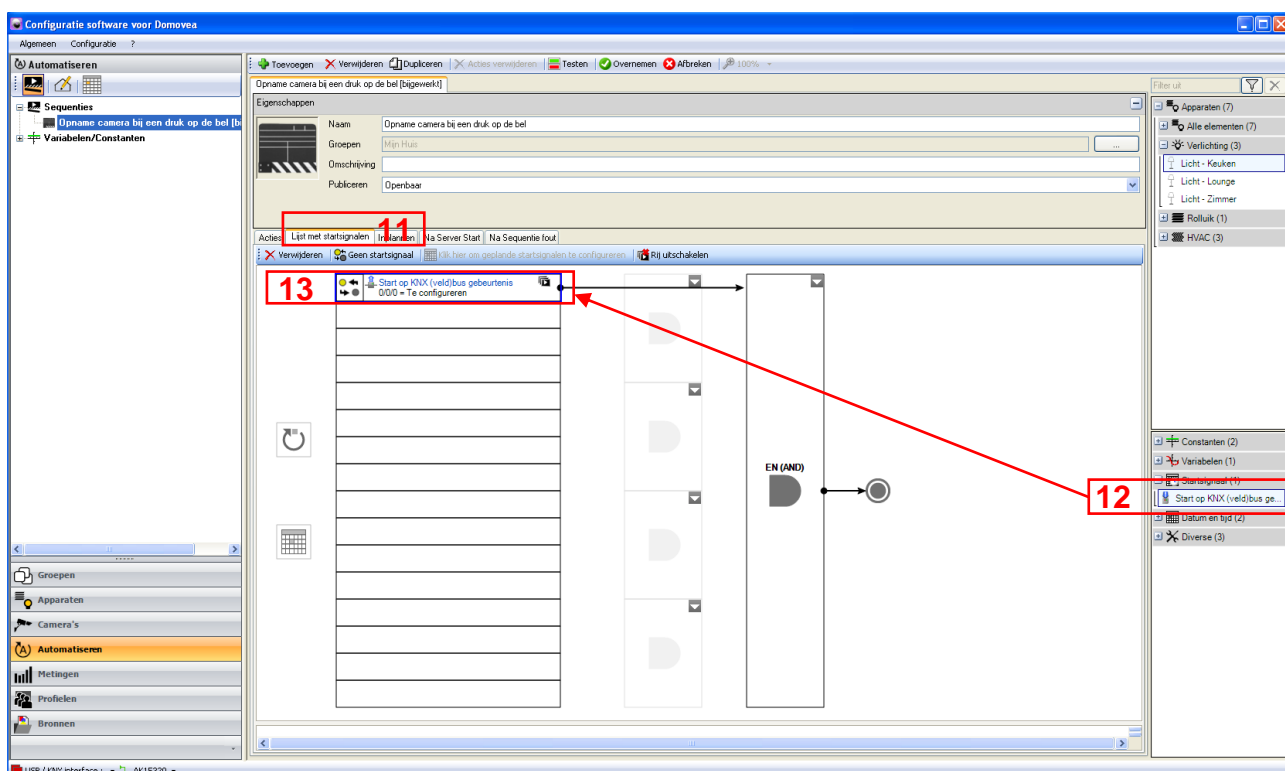 Configuratie software voor Domovea
Algemeen Configuratie ?
Automatiseren
Sequenties
Opname camera bij een druk op de bel [bi
Variabelen/Constanten
Groepen
Apparaten
Camera's
Automatiseren
Metingen
Profielen
Bronnen
Toevoegen Verwijderen Dupliceren Acties verwijderen Testen Overnemen Afbreken 100%
Opname camera bij een druk op de bel [bijgewerkt]
Eigenschappen
Naam Opname camera bij een druk op de bel
Groepen Mijn Huis ...
Omschrijving
Publiceren Openbaar
11
Acties Lijst met startsignalen Inplannen Na Server Start Na Sequentie fout
Verwijderen Geen startsignaal Klik hier om geplande startsignalen te configureren Rij uitschakelen
13
Start op KNX (veld)bus gebeurtenis
0/0/0 = Te configureren
EN (AND)
Filter uit
Apparaten (7)
Alle elementen (7)
Verlichting (3)
Licht - Keuken
Licht - Lounge
Licht - Zimmer
Rolluik (1)
HVAC (3)
Constanten (2)
Variabelen (1)
Startsignaal (1)
12
Start op KNX (veld)bus ge...
Datum en tijd (2)
Diverse (3)
USB / KNX interface : AK15329